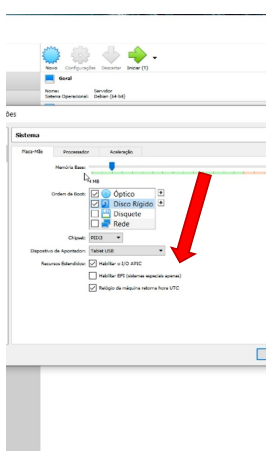 Novo Configurações Descartar Iniciar (T)
Geral
Nome: Servidor
Sistema Operacional: Debian (64-bit)
ões
Sistema
Placa-Mãe Processador Aceleração
Memória Base:
4 MB
Ordem de Boot: Óptico
Disco Rígido
Disquete
Rede
Chipset: PIIX3
Dispositivo de Apontador: Tablet USB
Recursos Estendidos: Habilitar o I/O APIC
Habilitar EFI (sistemas especiais apenas)
Relógio da máquina retorna hora UTC